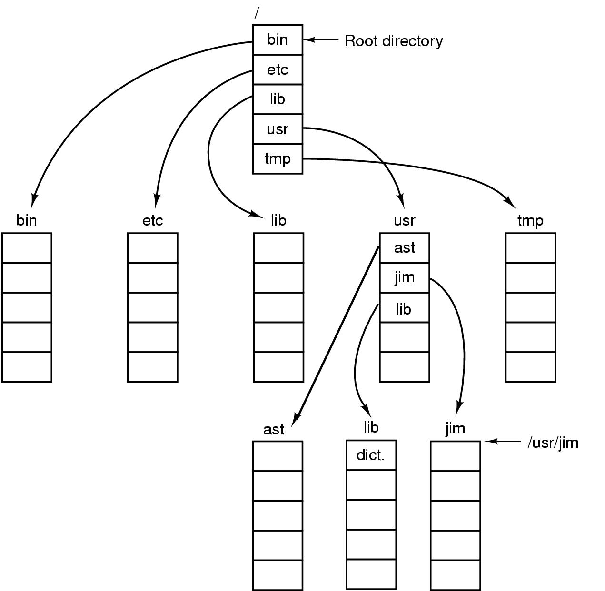 /
bin
Root directory
etc
lib
usr
tmp
bin
etc
lib
usr
tmp
ast
jim
lib
ast
lib
jim
/usr/jim
dict.